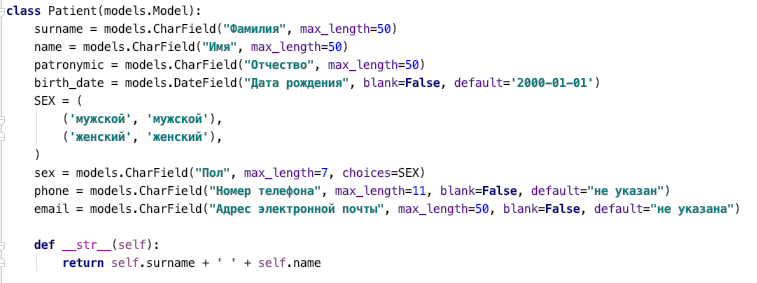 class Patient(models.Model):
    surname = models.CharField("Фамилия", max_length=50)
    name = models.CharField("Имя", max_length=50)
    patronymic = models.CharField("Отчество", max_length=50)
    birth_date = models.DateField("Дата рождения", blank=False, default='2000-01-01')
    SEX = (
        ('мужской', 'мужской'),
        ('женский', 'женский'),
    )
    sex = models.CharField("Пол", max_length=7, choices=SEX)
    phone = models.CharField("Номер телефона", max_length=11, blank=False, default="не указан")
    email = models.CharField("Адрес электронной почты", max_length=50, blank=False, default="не указана")

    def __str__(self):
        return self.surname + ' ' + self.name